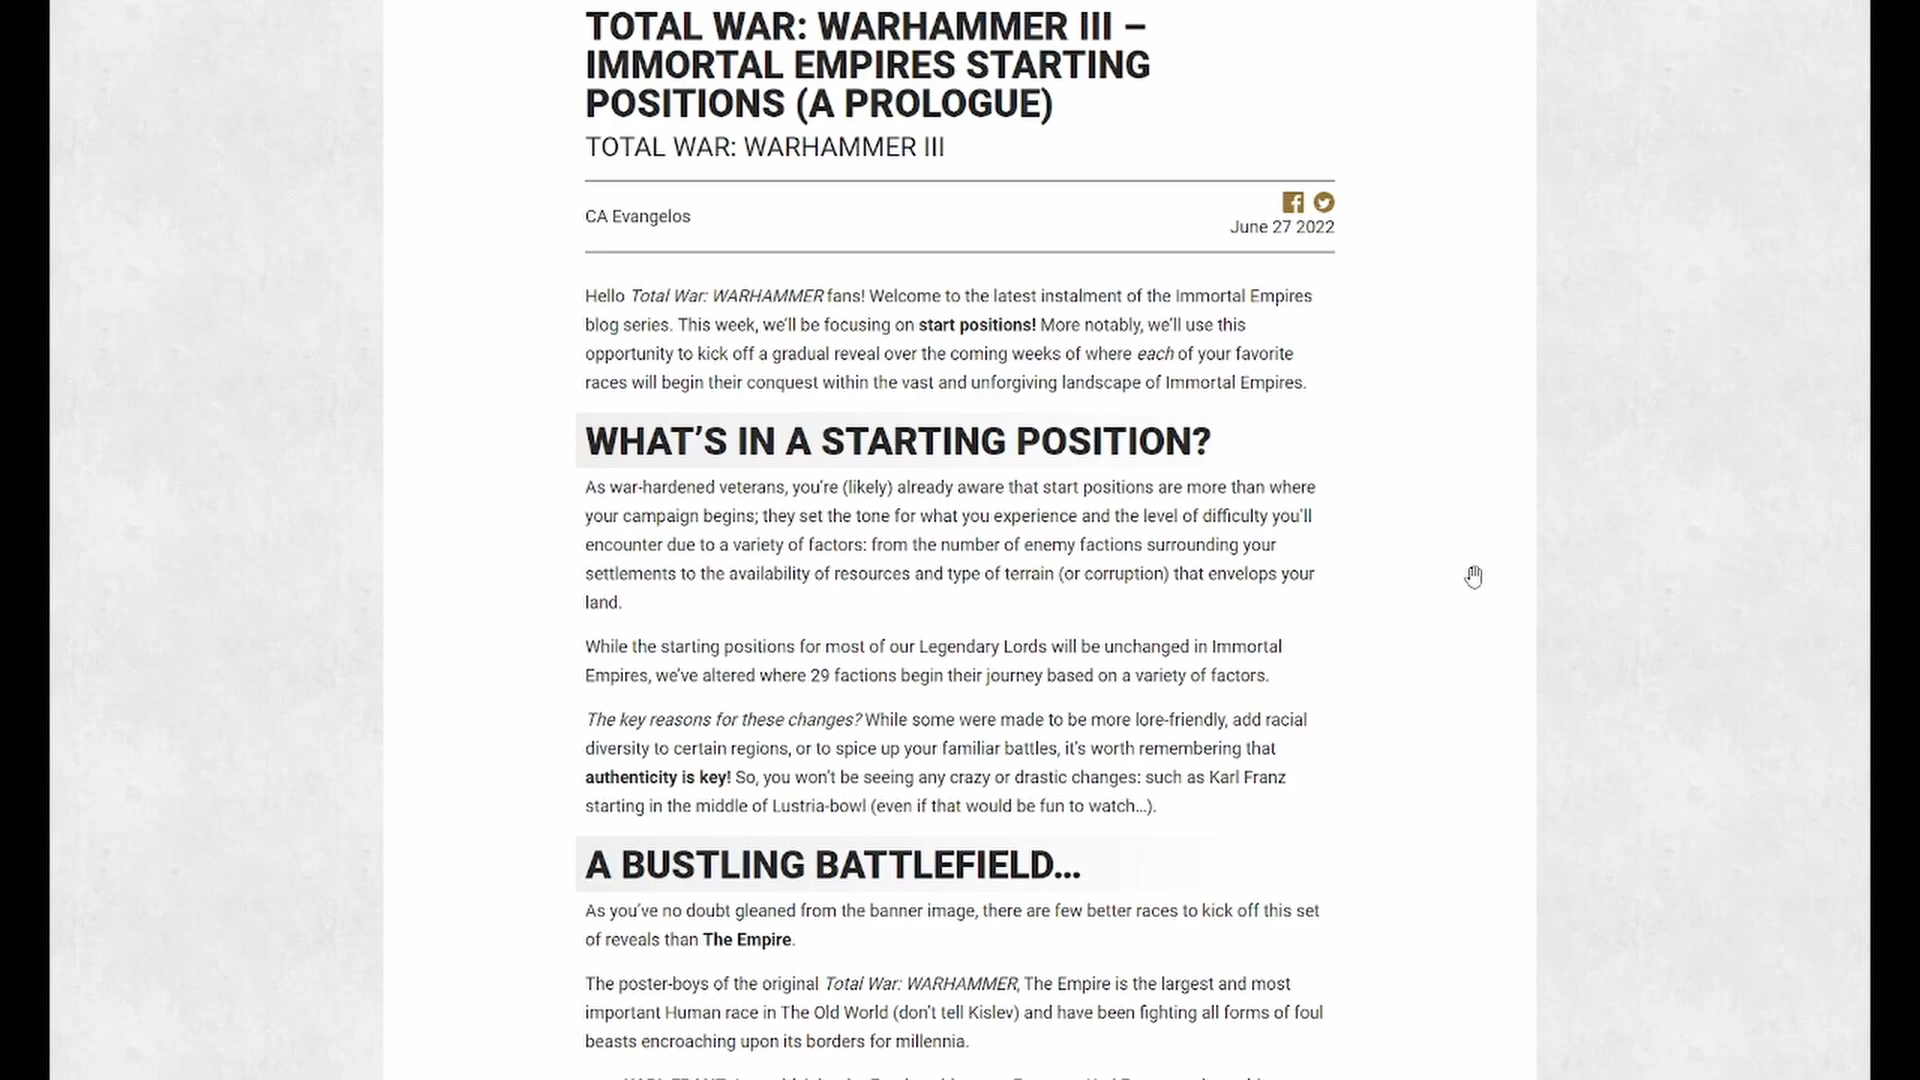 TOTAL WAR: WARHAMMER III –
IMMORTAL EMPIRES STARTING
POSITIONS (A PROLOGUE)
TOTAL WAR: WARHAMMER III
CA Evangelos
June 27 2022
Hello Total War: WARHAMMER fans! Welcome to the latest instalment of the Immortal Empires
blog series. This week, we’ll be focusing on start positions! More notably, we’ll use this
opportunity to kick off a gradual reveal over the coming weeks of where each of your favorite
races will begin their conquest within the vast and unforgiving landscape of Immortal Empires.
WHAT’S IN A STARTING POSITION?
As war-hardened veterans, you’re (likely) already aware that start positions are more than where
your campaign begins; they set the tone for what you experience and the level of difficulty you’ll
encounter due to a variety of factors: from the number of enemy factions surrounding your
settlements to the availability of resources and type of terrain (or corruption) that envelops your
land.
While the starting positions for most of our Legendary Lords will be unchanged in Immortal
Empires, we’ve altered where 29 factions begin their journey based on a variety of factors.
The key reasons for these changes? While some were made to be more lore-friendly, add racial
diversity to certain regions, or to spice up your familiar battles, it’s worth remembering that
authenticity is key! So, you won’t be seeing any crazy or drastic changes: such as Karl Franz
starting in the middle of Lustria-bowl (even if that would be fun to watch…).
A BUSTLING BATTLEFIELD…
As you’ve no doubt gleaned from the banner image, there are few better races to kick off this set
of reveals than The Empire.
The poster-boys of the original Total War: WARHAMMER, The Empire is the largest and most
important Human race in The Old World (don’t tell Kislev) and have been fighting all forms of foul
beasts encroaching upon its borders for millennia.